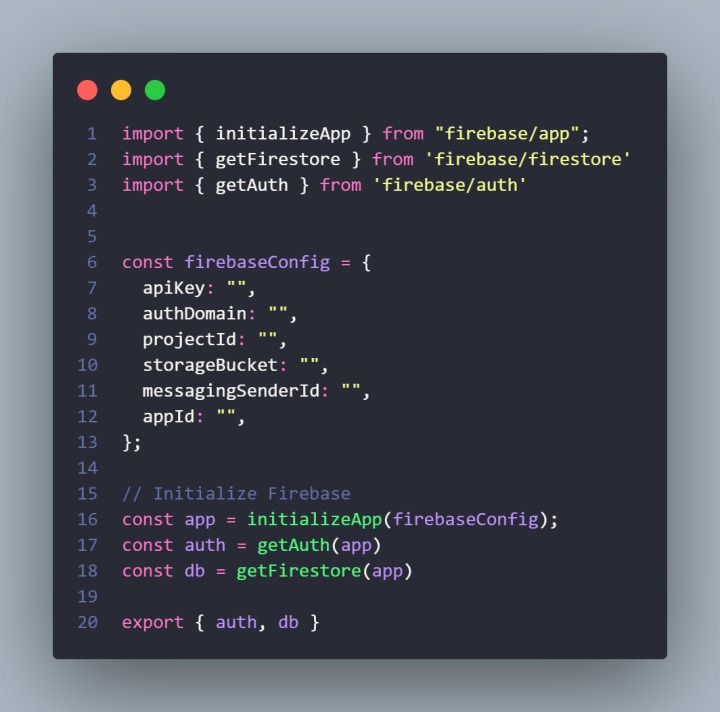 1 import { initializeApp } from "firebase/app";
2 import { getFirestore } from 'firebase/firestore'
3 import { getAuth } from 'firebase/auth'
4
5
6 const firebaseConfig = {
7   apiKey: "",
8   authDomain: "",
9   projectId: "",
10   storageBucket: "",
11   messagingSenderId: "",
12   appId: "",
13 };
14
15 // Initialize Firebase
16 const app = initializeApp(firebaseConfig);
17 const auth = getAuth(app)
18 const db = getFirestore(app)
19
20 export { auth, db }